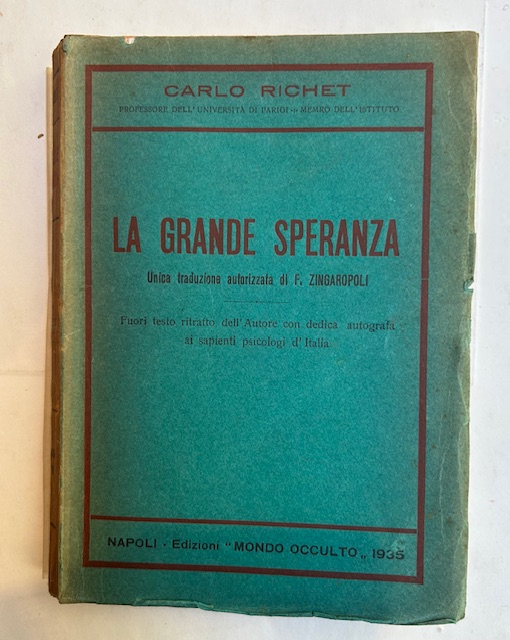 CARLO RICHET
PROFESSORE DELL' UNIVERSITÀ DI PARIGI - MEMRO DELL' ISTITUTO
LA GRANDE SPERANZA
Unica traduzione autorizzata di F. ZINGAROPOLI
Fuori testo ritratto dell'Autore con dedica autografa
ai sapienti psicologi d'Italia.
NAPOLI - Edizioni "MONDO OCCULTO„ 1935